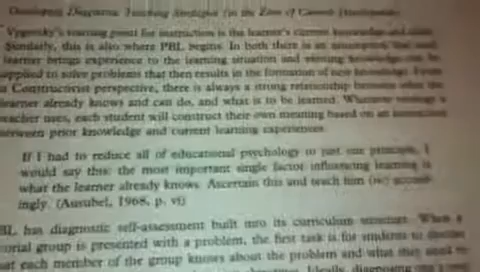 Vygotsky's starting point for instruction is the learner's current knowledge and
Similarly, this is also where PBL begins. In both there is an assumption that
learner brings experience to the learning situation and existing knowledge can be
applied to solve problems that then results in the formation of new knowledge. From
a Constructivist perspective, there is always a strong relationship between what the
learner already knows and can do, and what is to be learned. Whatever
teacher uses, each student will construct their own meaning based on an interaction
between prior knowledge and current learning experiences.
If I had to reduce all of educational psychology to just one principle, I
would say this: the most important single factor influencing learning is
what the learner already knows. Ascertain this and teach him (sic) accord-
ingly. (Ausubel, 1968, p. vi)
BL has diagnostic self-assessment built into its curriculum structure. When a
orial group is presented with a problem, the first task is for students to
at each member of the group knows about the problem and what they need to
Ideally, diagnosing